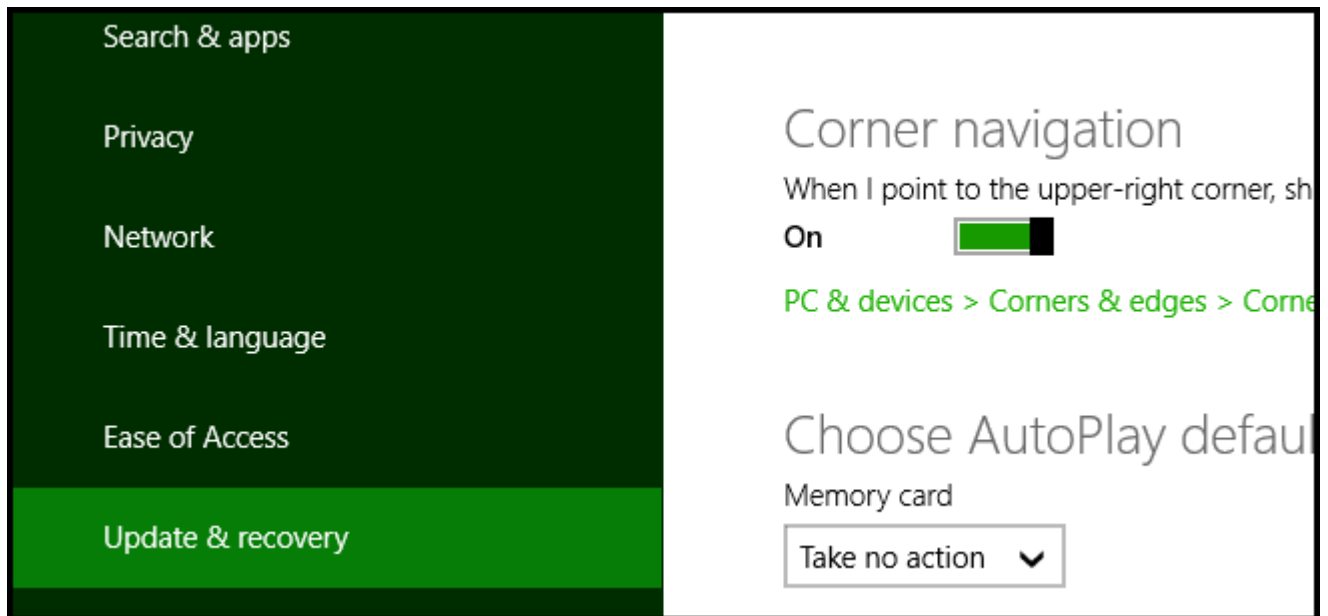 Search & apps
Privacy
Network
Time & language
Ease of Access
Update & recovery
Corner navigation
When I point to the upper-right corner, sh
On
PC & devices > Corners & edges > Corne
Choose AutoPlay defaul
Memory card
Take no action